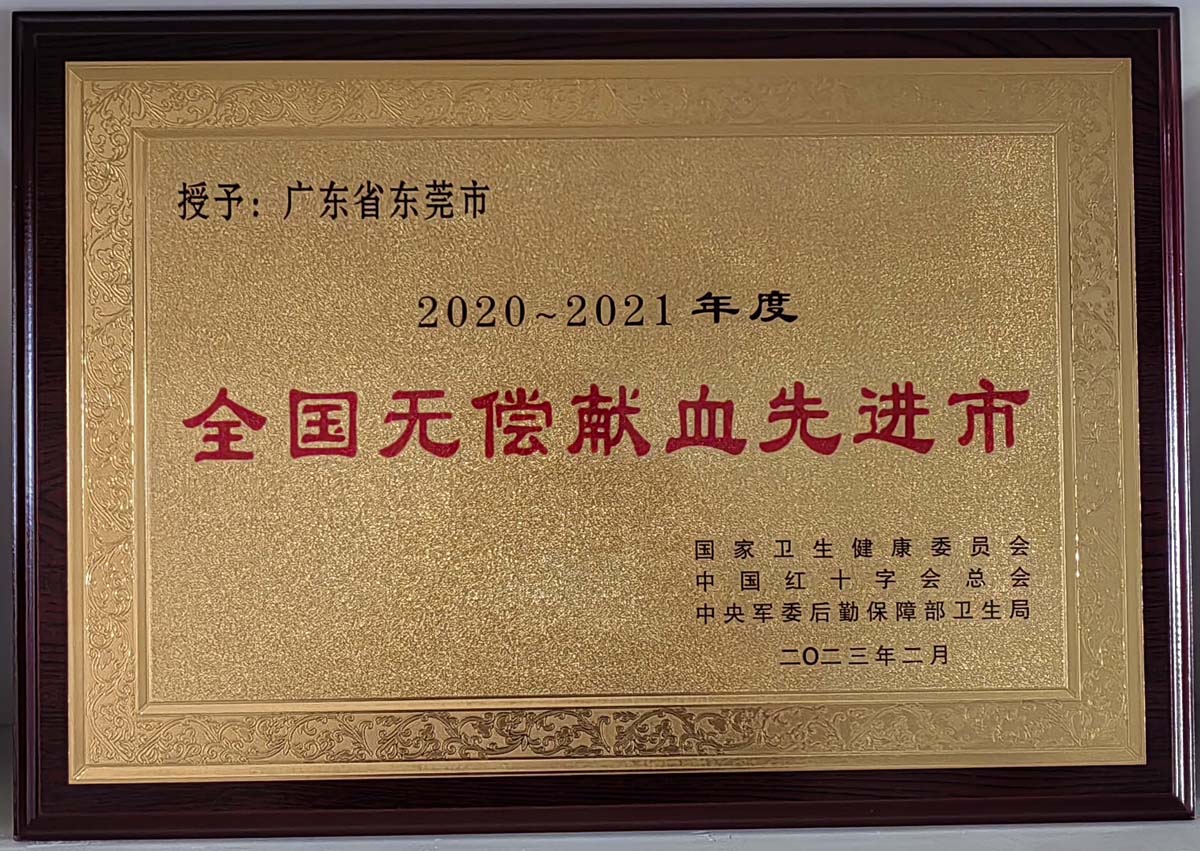 授予：广东省东莞市
2020~2021年度
全国无偿献血先进市
国家卫生健康委员会
中国红十字会总会
中央军委后勤保障部卫生局
二〇二三年二月